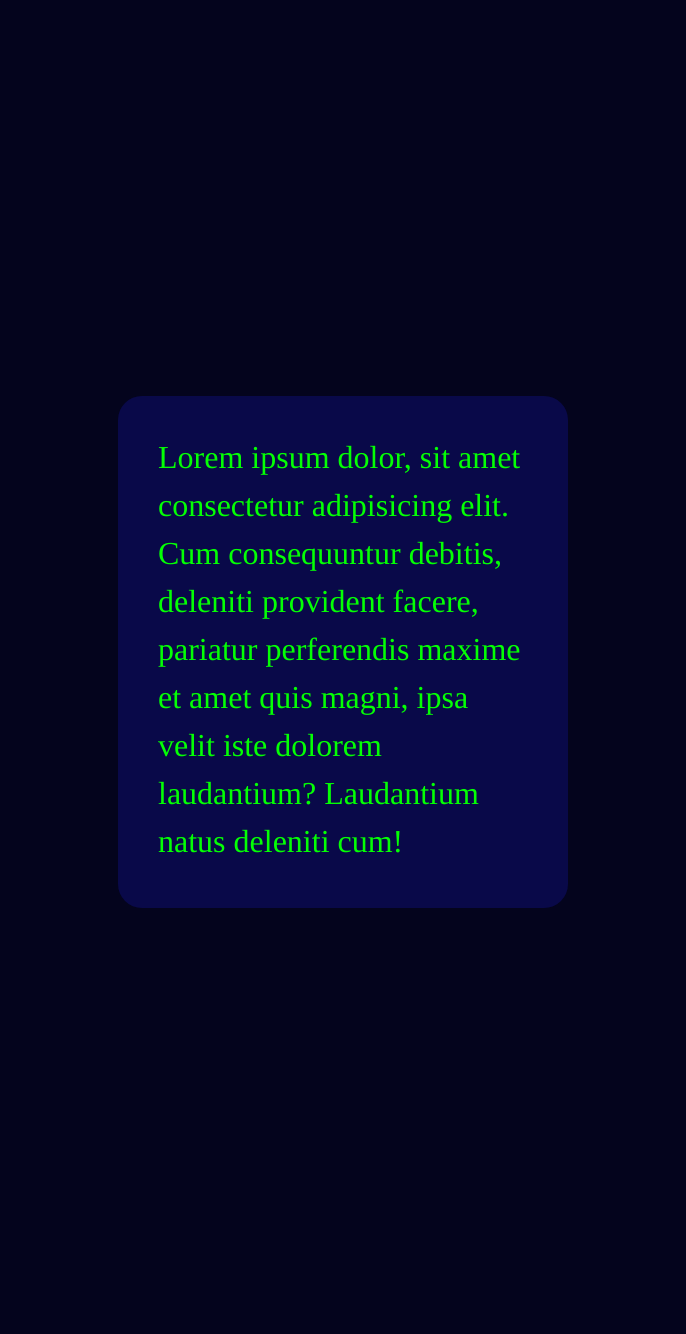 Lorem ipsum dolor, sit amet
consectetur adipisicing elit.
Cum consequuntur debitis,
deleniti provident facere,
pariatur perferendis maxime
et amet quis magni, ipsa
velit iste dolorem
laudantium? Laudantium
natus deleniti cum!